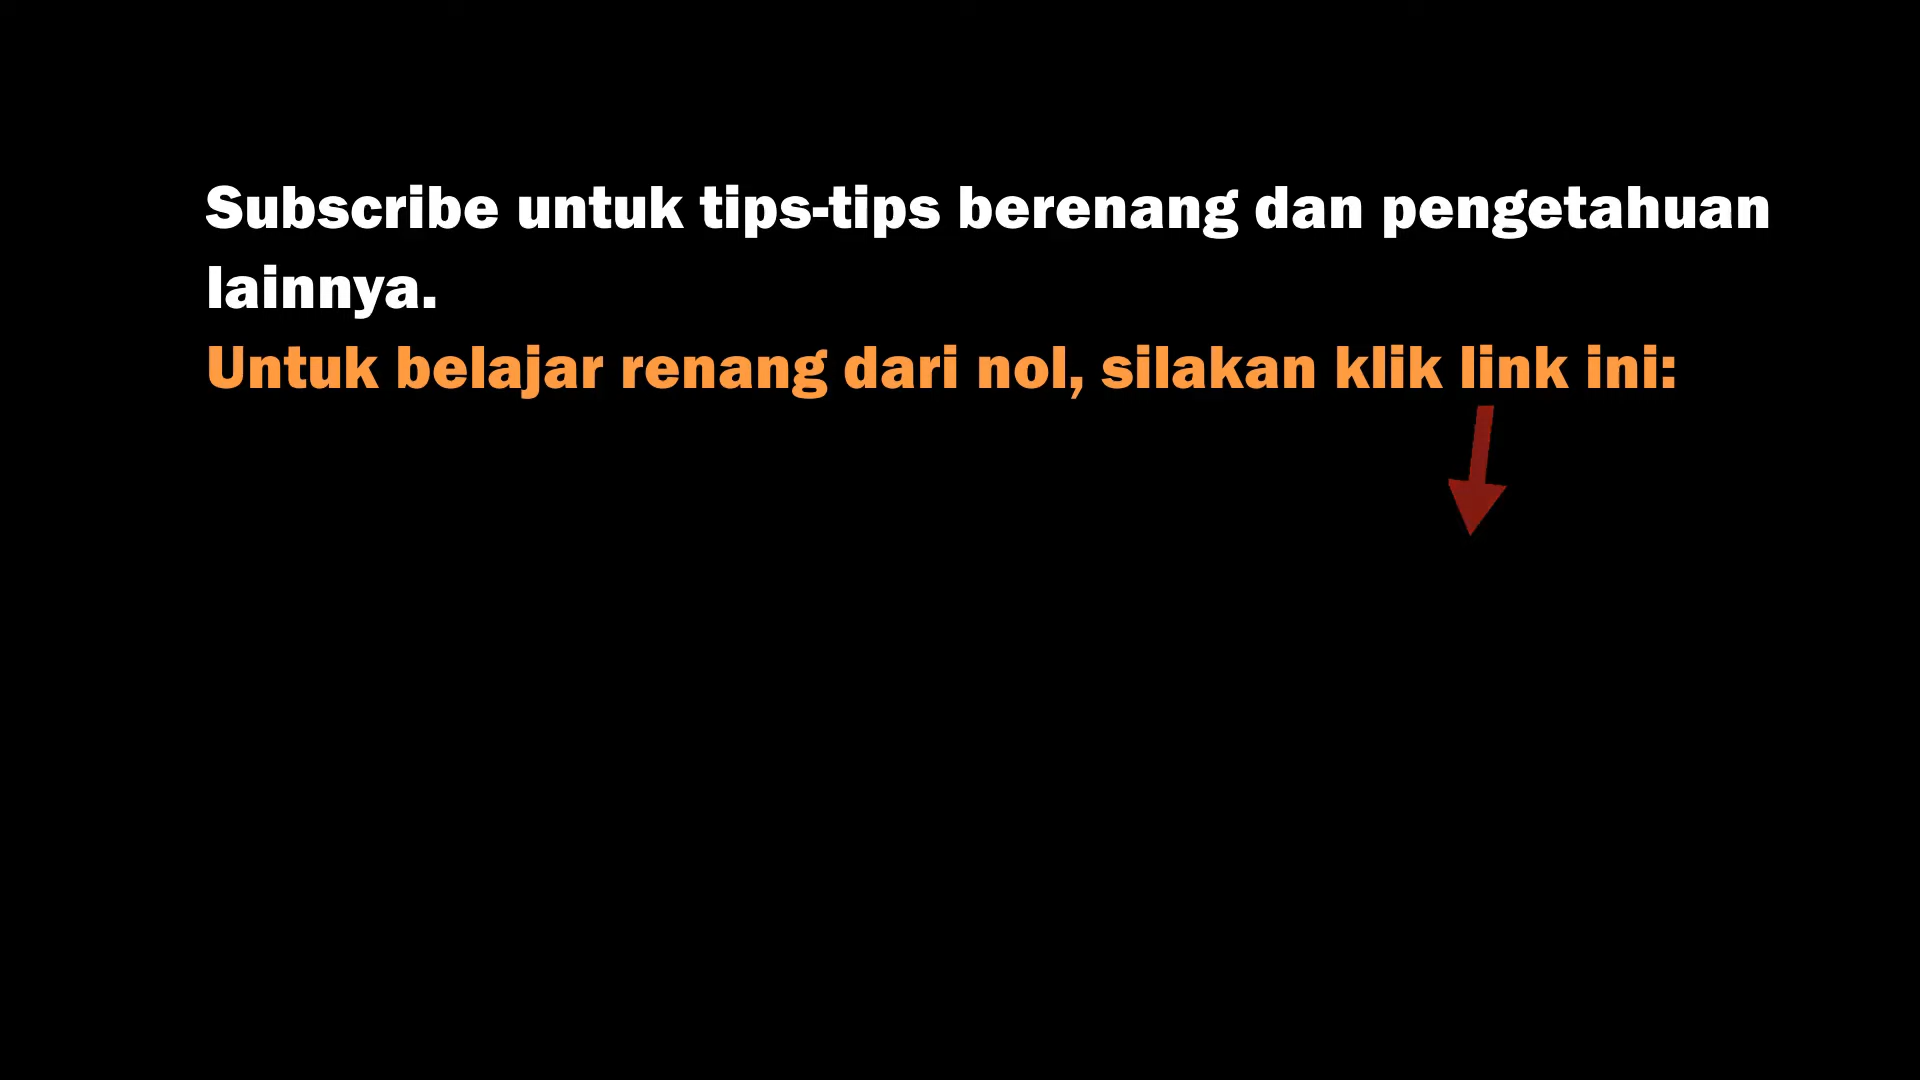 Subscribe untuk tips-tips berenang dan pengetahuan
lainnya.
Untuk belajar renang dari nol, silakan klik link ini: